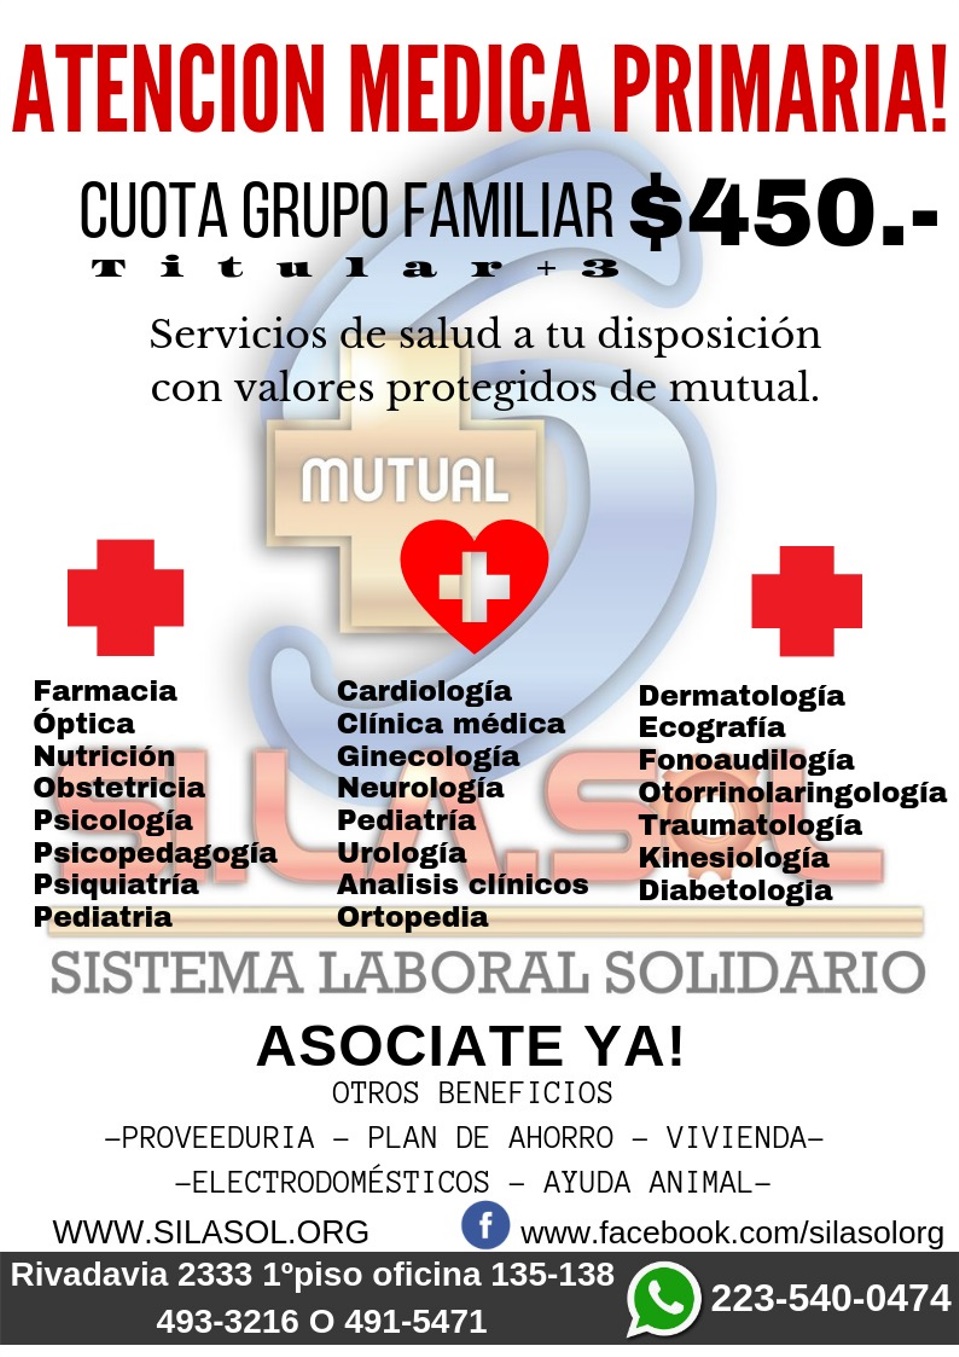 ATENCION MEDICA PRIMARIA!
CUOTA GRUPO FAMILIAR $450.-
Titular+3
Servicios de salud a tu disposición
con valores protegidos de mutual.
MUTUAL
Farmacia
Óptica
Nutrición
Obstetricia
Psicología
Psicopedagogía
Psiquiatría
Pediatria
Cardiología
Clínica médica
Ginecología
Neurología
Pediatría
Urología
Analisis clínicos
Ortopedia
Dermatología
Ecografía
Fonoaudilogía
Otorrinolaringología
Traumatología
Kinesiología
Diabetologia
SI.LA.SOL
SISTEMA LABORAL SOLIDARIO
ASOCIATE YA!
OTROS BENEFICIOS
-PROVEEDURIA - PLAN DE AHORRO - VIVIENDA-
-ELECTRODOMÉSTICOS - AYUDA ANIMAL-
WWW.SILASOL.ORG
f www.facebook.com/silasolorg
Rivadavia 2333 1ºpiso oficina 135-138
493-3216 O 491-5471
223-540-0474